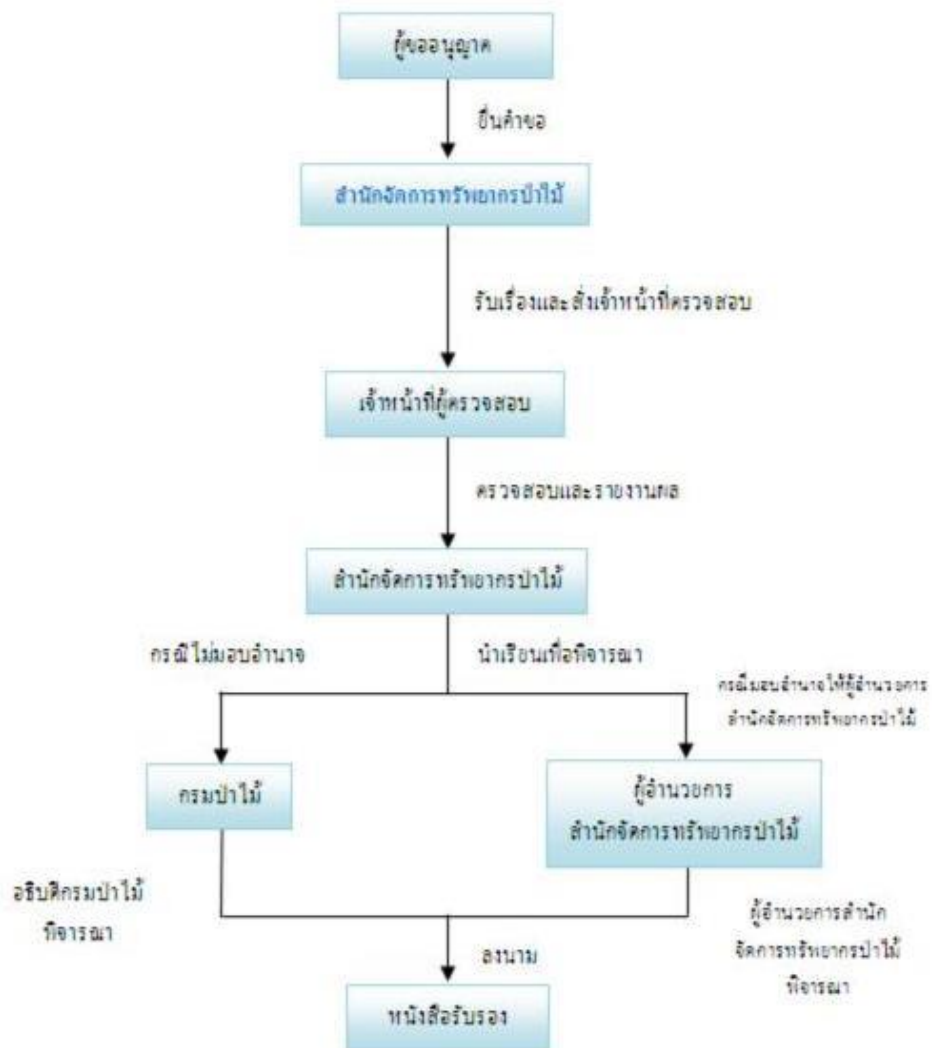 ผู้ขออนุญาต
ยื่นคำขอ
สำนักจัดการทรัพยากรป่าไม้
รับเรื่องและสั่งเจ้าหน้าที่ตรวจสอบ
เจ้าหน้าที่ผู้ตรวจสอบ
ตรวจสอบและรายงานผล
สำนักจัดการทรัพยากรป่าไม้
กรณีไม่มอบอำนาจ
นำเรียนเพื่อพิจารณา
กรณีมอบอำนาจให้ผู้อำนวยการ
สำนักจัดการทรัพยากรป่าไม้
กรมป่าไม้
ผู้อำนวยการ
สำนักจัดการทรัพยากรป่าไม้
อธิบดีกรมป่าไม้
พิจารณา
ผู้อำนวยการสำนัก
จัดการทรัพยากรป่าไม้
พิจารณา
ลงนาม
หนังสือรับรอง